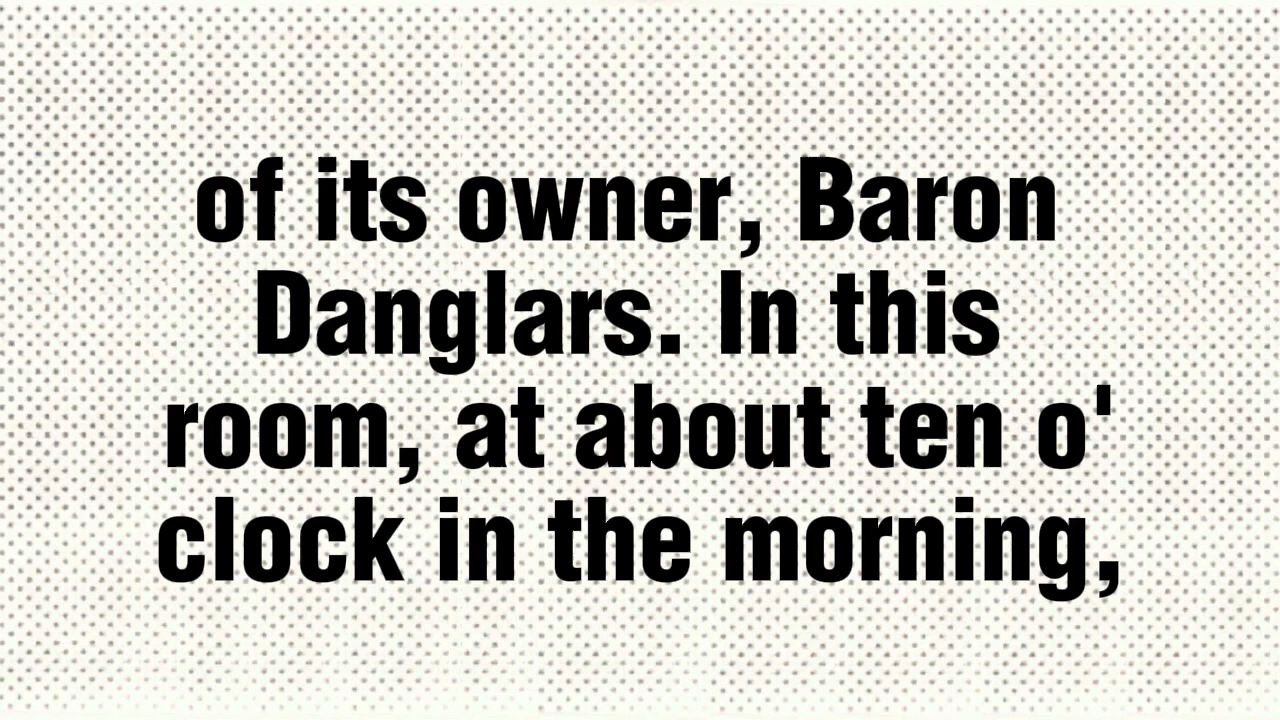 of its owner, Baron
Danglars. In this
room, at about ten o'
clock in the morning,